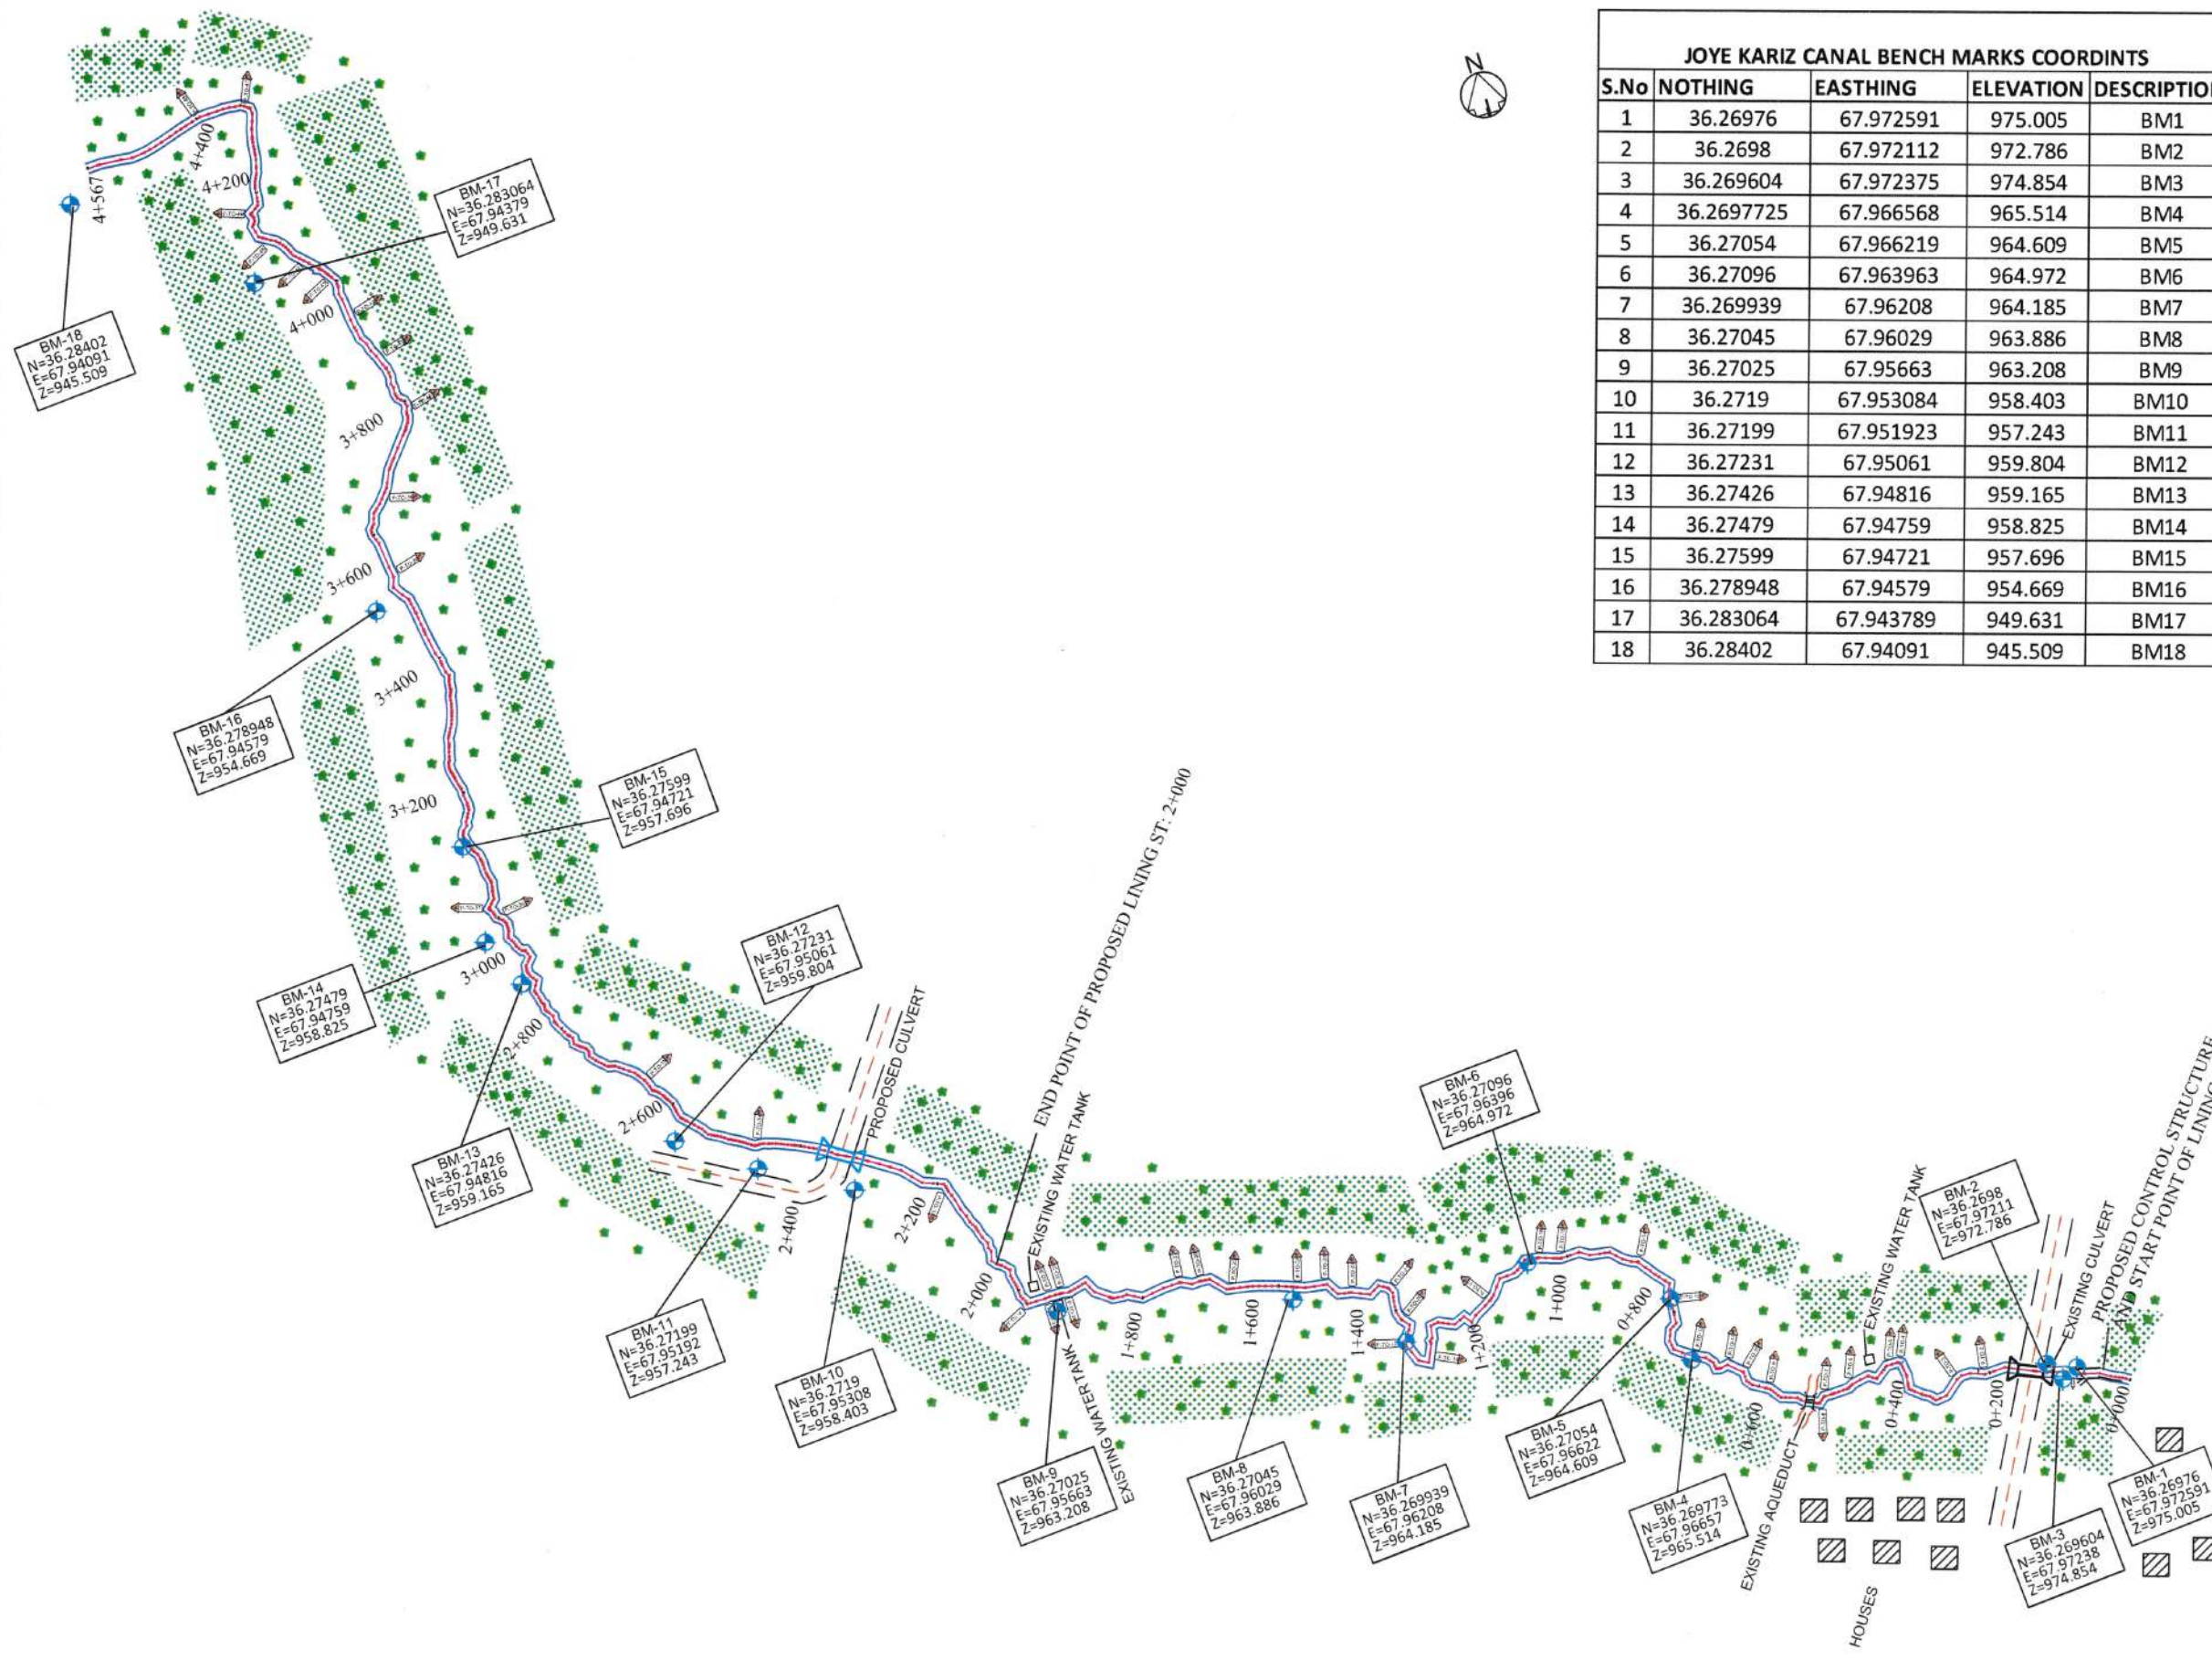 JOYE KARIZ CANAL BENCH MARKS COORDINTS
S.No NOTHING EASTHING ELEVATION DESCRIPTION
1 36.26976 67.972591 975.005 BM1
2 36.2698 67.972112 972.786 BM2
3 36.269604 67.972375 974.854 BM3
4 36.2697725 67.966568 965.514 BM4
5 36.27054 67.966219 964.609 BM5
6 36.27096 67.963963 964.972 BM6
7 36.269939 67.96208 964.185 BM7
8 36.27045 67.96029 963.886 BM8
9 36.27025 67.95663 963.208 BM9
10 36.2719 67.953084 958.403 BM10
11 36.27199 67.951923 957.243 BM11
12 36.27231 67.95061 959.804 BM12
13 36.27426 67.94816 959.165 BM13
14 36.27479 67.94759 958.825 BM14
15 36.27599 67.94721 957.696 BM15
16 36.278948 67.94579 954.669 BM16
17 36.283064 67.943789 949.631 BM17
18 36.28402 67.94091 945.509 BM18
N
4+567
4+400
4+200
BM-17
N=36.283064
E=67.94379
Z=949.631
4+000
BM-18
N=36.28402
E=67.94091
Z=945.509
3+800
3+600
3+400
BM-16
N=36.278948
E=67.94579
Z=954.669
BM-15
N=36.27599
E=67.94721
Z=957.696
3+200
END POINT OF PROPOSED LINING ST: 2+000
BM-12
N=36.27231
E=67.95061
Z=959.804
3+000
BM-14
N=36.27479
E=67.94759
Z=958.825
2+800
PROPOSED CULVERT
2+600
BM-13
N=36.27426
E=67.94816
Z=959.165
EXISTING WATER TANK
BM-6
N=36.27096
E=67.96396
Z=964.972
2+400
2+200
2+000
EXISTING WATER TANK
BM-2
N=36.2698
E=67.97211
Z=972.786
EXISTING CULVERT
PROPOSED CONTROL STRUCTURE
AND START POINT OF LINING
1+800
1+600
1+400
1+200
1+000
0+800
0+600
0+400
0+200
0+000
BM-11
N=36.27199
E=67.95192
Z=957.243
BM-10
N=36.2719
E=67.95308
Z=958.403
EXISTING WATER TANK
BM-9
N=36.27025
E=67.95663
Z=963.208
BM-8
N=36.27045
E=67.96029
Z=963.886
BM-7
N=36.269939
E=67.96208
Z=964.185
BM-5
N=36.27054
E=67.96622
Z=964.609
BM-4
N=36.269773
E=67.96657
Z=965.514
EXISTING AQUEDUCT
HOUSES
BM-3
N=36.269604
E=67.97238
Z=974.854
BM-1
N=36.26976
E=67.972591
Z=975.005